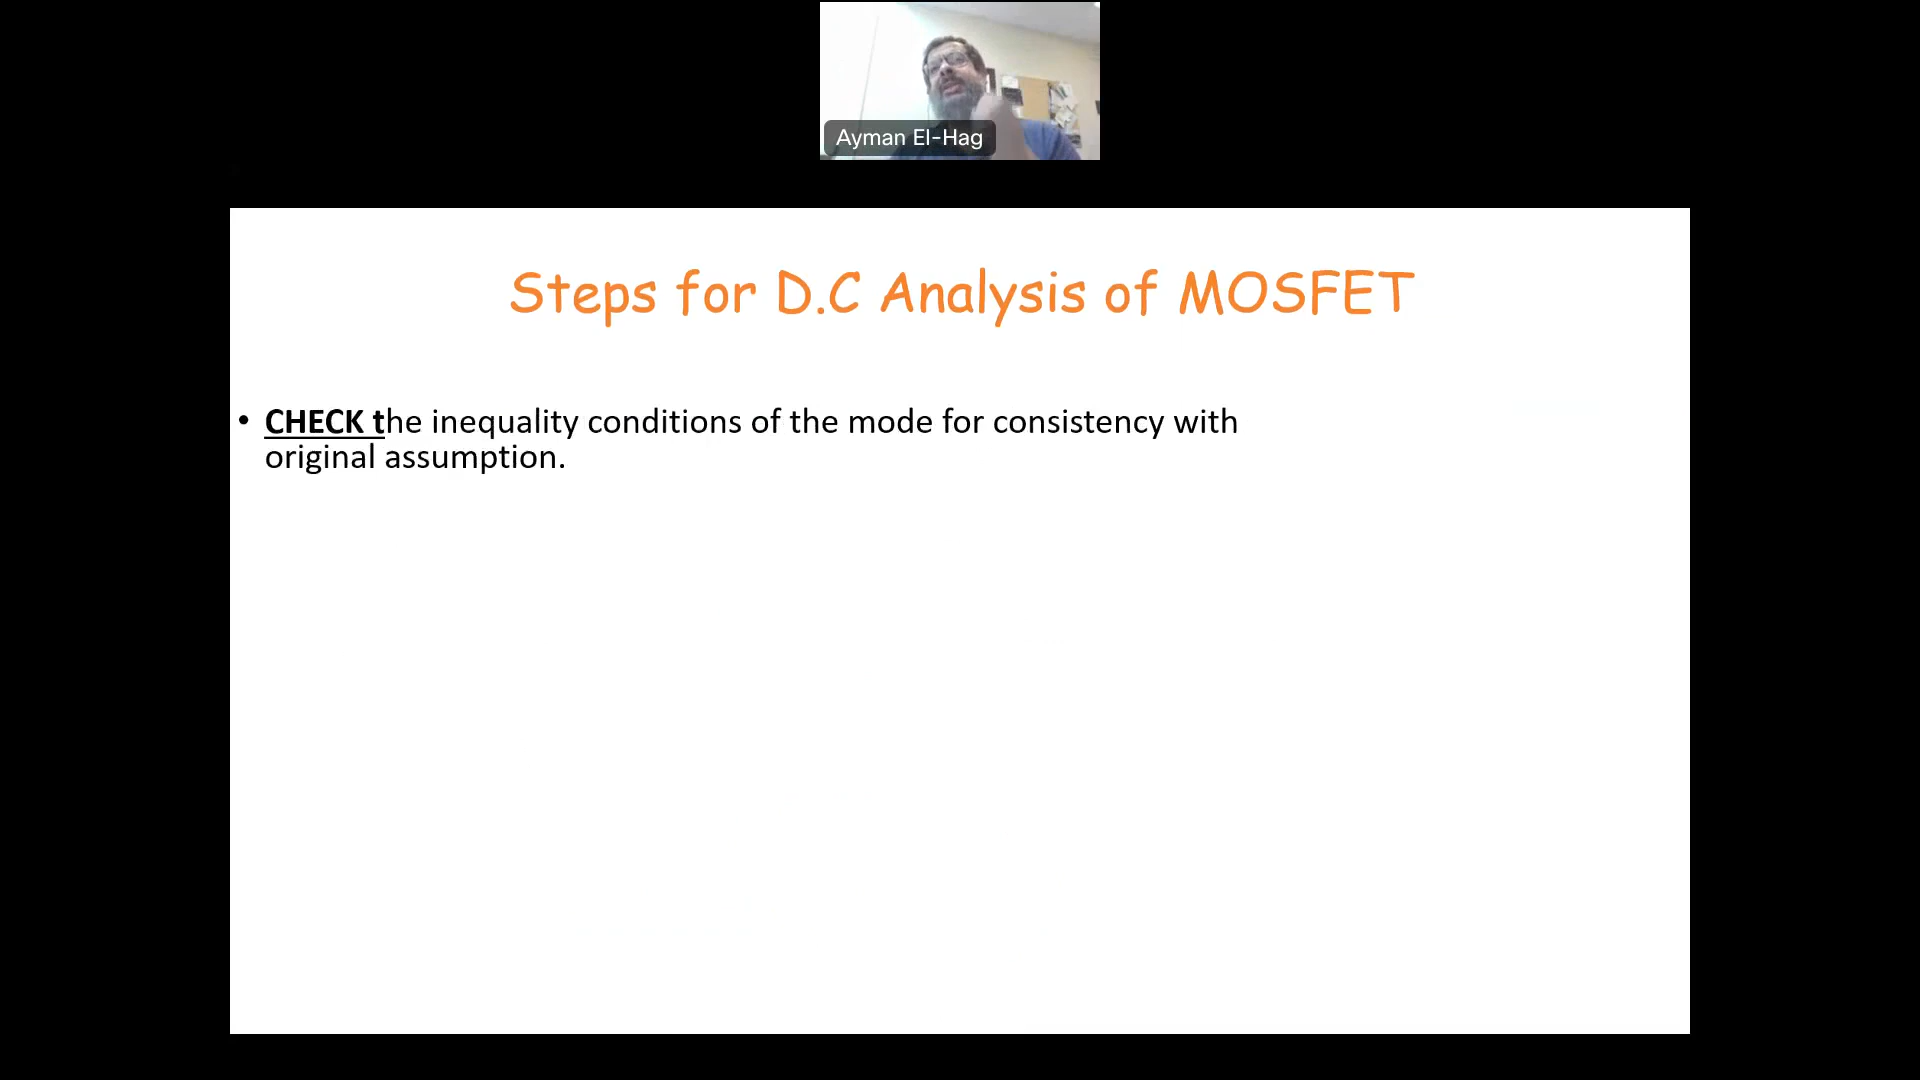 Ayman El-Hag
Steps for D.C Analysis of MOSFET
• CHECK the inequality conditions of the mode for consistency with
original assumption.